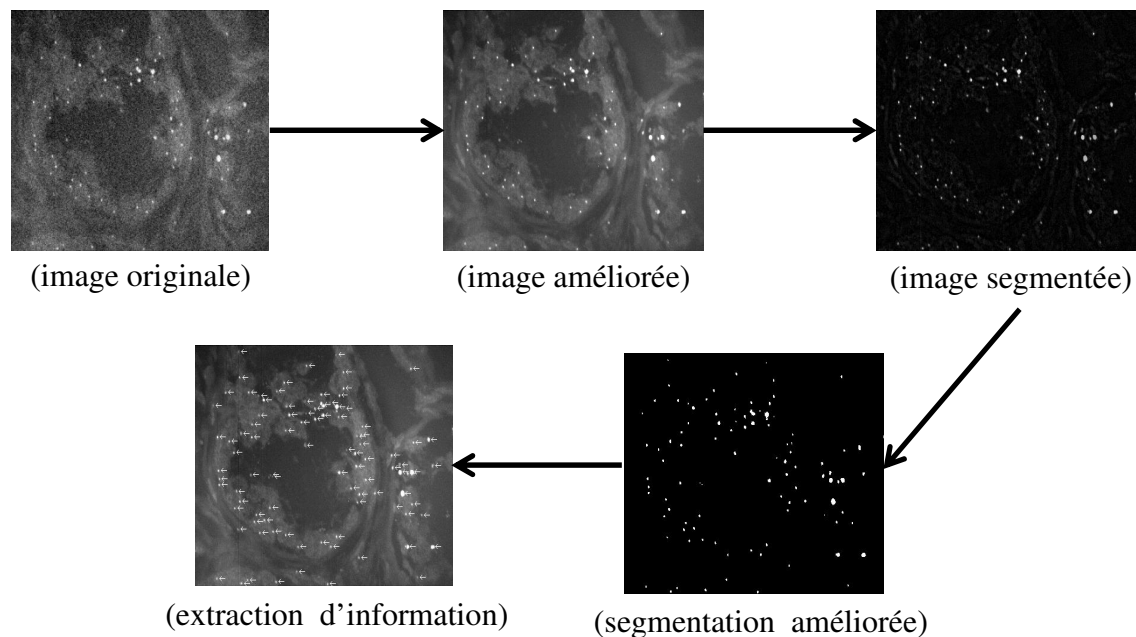 (image originale)
(image améliorée)
(image segmentée)
(extraction d’information)
(segmentation améliorée)